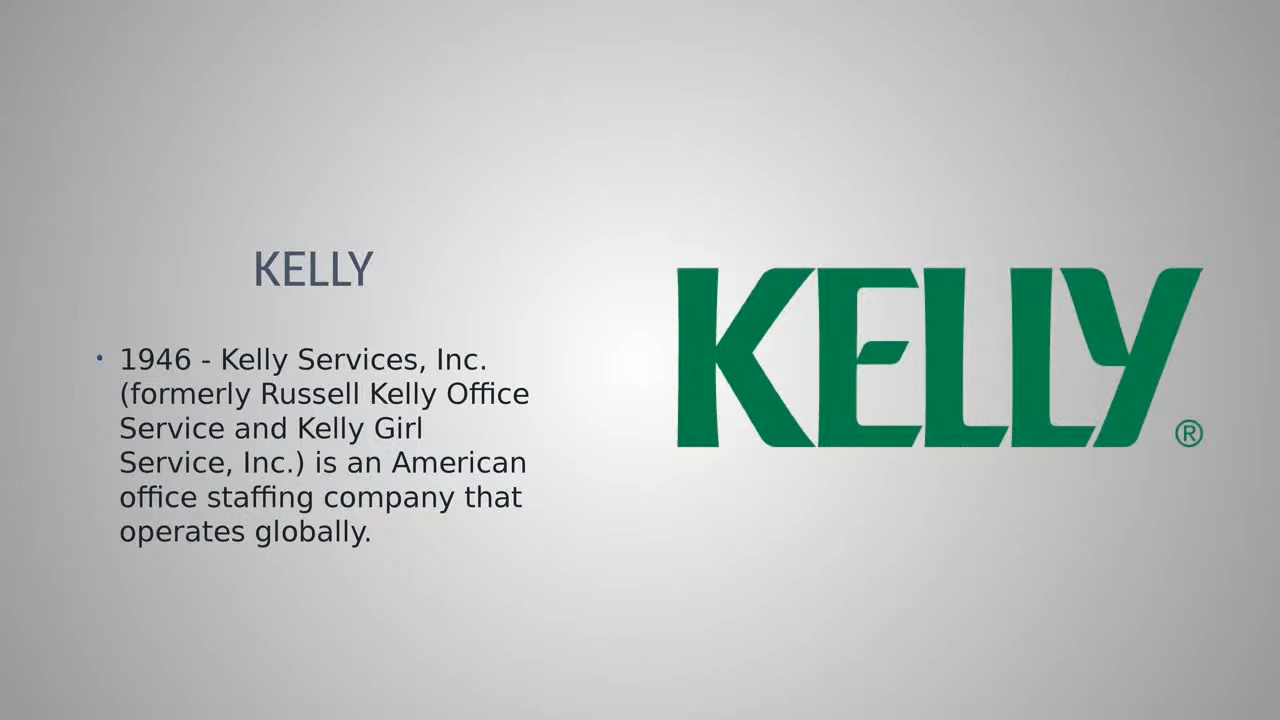 KELLY
• 1946 - Kelly Services, Inc.
(formerly Russell Kelly Office
Service and Kelly Girl
Service, Inc.) is an American
office staffing company that
operates globally.
KELLY®